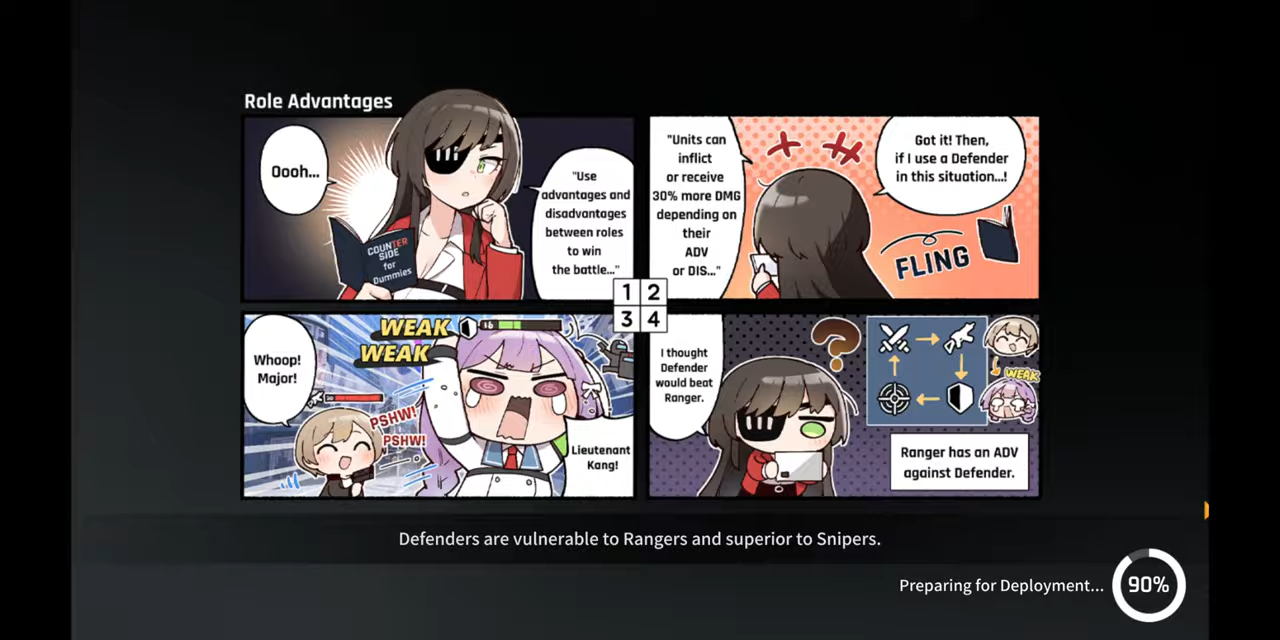 Role Advantages
Ooooh...
COUNTER
SIDE
for
Dummies
"Use
advantages and
disadvantages
between roles
to win
the battle..."
"Units can
inflict
or receive
30% more DMG
depending on
their
ADV
or DIS..."
Got it! Then,
if I use a Defender
in this situation...!
FLING
1 2
3 4
Whoop!
Major!
WEAK
WEAK
PSHW!
PSHW!
Lieutenant
Kang!
I thought
Defender
would beat
Ranger.
WEAK
Ranger has an ADV
against Defender.
Defenders are vulnerable to Rangers and superior to Snipers.
Preparing for Deployment...
90%